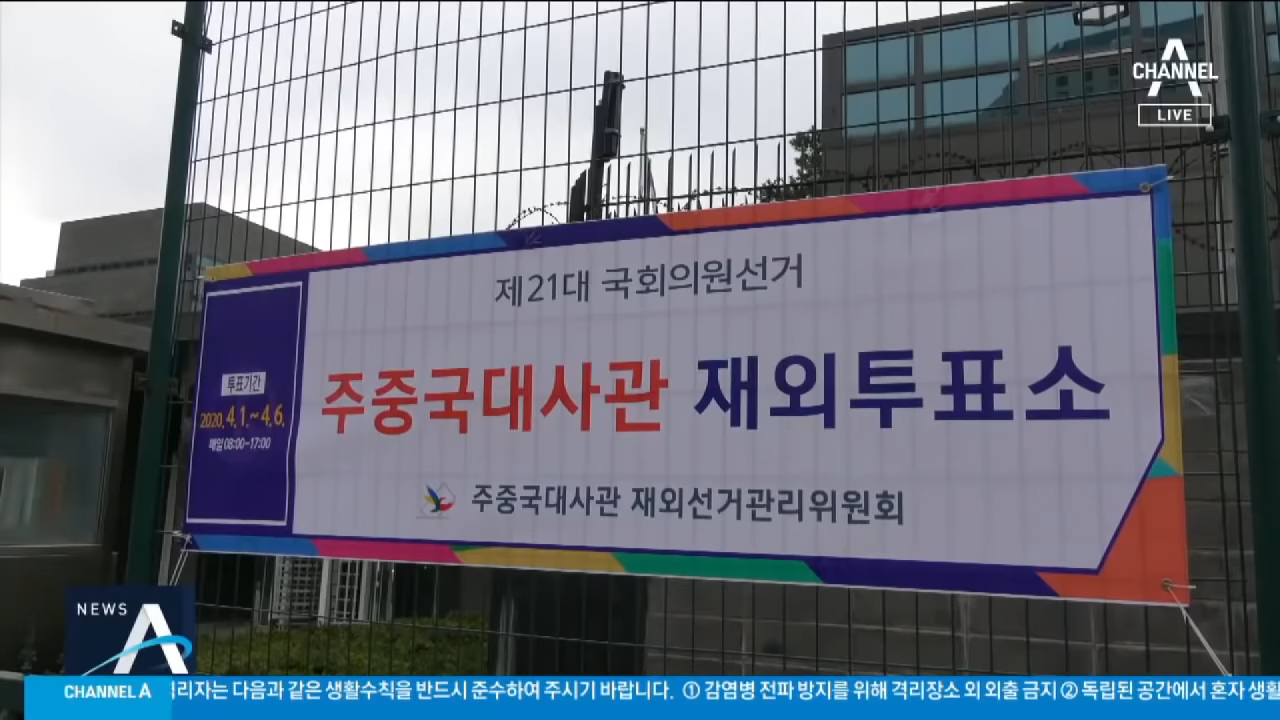 CHANNEL A
LIVE
제21대 국회의원선거
투표기간
2020. 4. 1. ~ 4. 6.
매일 08:00~17:00
주중국대사관 재외투표소
주중국대사관 재외선거관리위원회
NEWS A
CHANNEL A
리자는 다음과 같은 생활수칙을 반드시 준수하여 주시기 바랍니다. ① 감염병 전파 방지를 위해 격리장소 외 외출 금지 ② 독립된 공간에서 혼자 생활